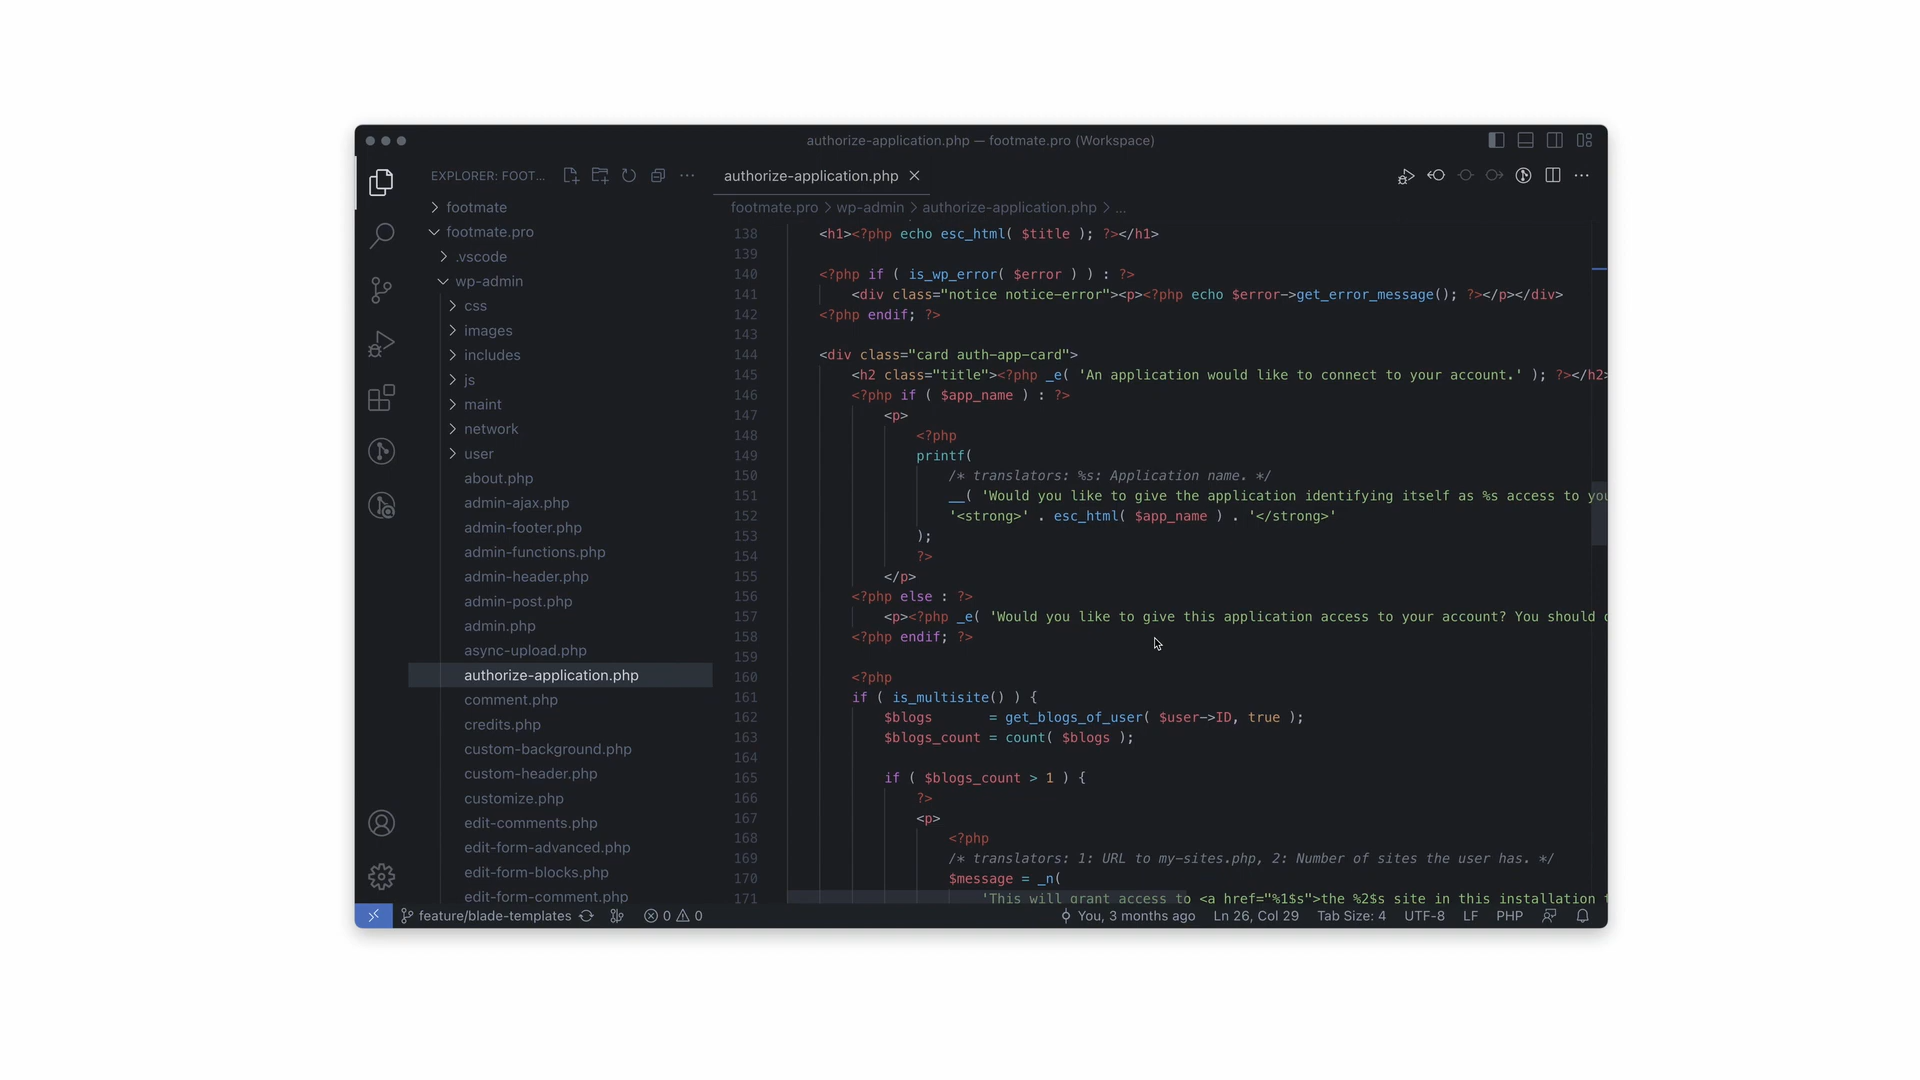 authorize-application.php — footmate.pro (Workspace)
EXPLORER: FOOT...
authorize-application.php
footmate.pro > wp-admin > authorize-application.php > ...
footmate
footmate.pro
.vscode
wp-admin
css
images
includes
js
maint
network
user
about.php
admin-ajax.php
admin-footer.php
admin-functions.php
admin-header.php
admin-post.php
admin.php
async-upload.php
authorize-application.php
comment.php
credits.php
custom-background.php
custom-header.php
customize.php
edit-comments.php
edit-form-advanced.php
edit-form-blocks.php
edit-form-comment.php
138 <h1><?php echo esc_html( $title ); ?></h1>
139
140 <?php if ( is_wp_error( $error ) ) : ?>
141 <div class="notice notice-error"><p><?php echo $error->get_error_message(); ?></p></div>
142 <?php endif; ?>
143
144 <div class="card auth-app-card">
145 <h2 class="title"><?php _e( 'An application would like to connect to your account.' ); ?></h2>
146 <?php if ( $app_name ) : ?>
147 <p>
148 <?php
149 printf(
150 /* translators: %s: Application name. */
151 __( 'Would you like to give the application identifying itself as %s access to you
152 '<strong>' . esc_html( $app_name ) . '</strong>'
153 );
154 ?>
155 </p>
156 <?php else : ?>
157 <p><?php _e( 'Would you like to give this application access to your account? You should
158 <?php endif; ?>
159
160 <?php
161 if ( is_multisite() ) {
162 $blogs = get_blogs_of_user( $user->ID, true );
163 $blogs_count = count( $blogs );
164
165 if ( $blogs_count > 1 ) {
166 ?>
167 <p>
168 <?php
169 /* translators: 1: URL to my-sites.php, 2: Number of sites the user has. */
170 $message = _n(
171 'This will grant access to <a href="%1$s">the %2$s site in this installation
feature/blade-templates 0 0 You, 3 months ago Ln 26, Col 29 Tab Size: 4 UTF-8 LF PHP